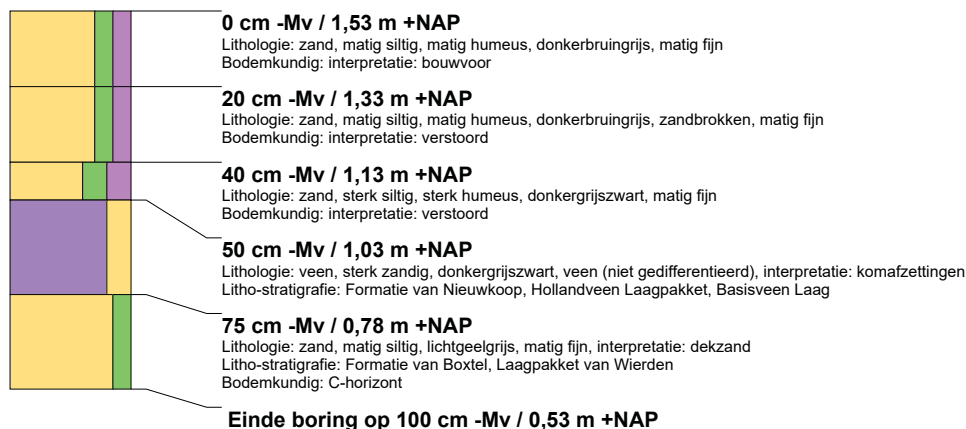 0 cm -Mv / 1,53 m +NAP
Lithologie: zand, matig siltig, matig humeus, donkerbruingrijs, matig fijn
Bodemkundig: interpretatie: bouwvoor
20 cm -Mv / 1,33 m +NAP
Lithologie: zand, matig siltig, matig humeus, donkerbruingrijs, zandbrokken, matig fijn
Bodemkundig: interpretatie: verstoord
40 cm -Mv / 1,13 m +NAP
Lithologie: zand, sterk siltig, sterk humeus, donkergrijszwart, matig fijn
Bodemkundig: interpretatie: verstoord
50 cm -Mv / 1,03 m +NAP
Lithologie: veen, sterk zandig, donkergrijszwart, veen (niet gedifferentieerd), interpretatie: komafzettingen
Litho-stratigrafie: Formatie van Nieuwkoop, Hollandveen Laagpakket, Basisveen Laag
75 cm -Mv / 0,78 m +NAP
Lithologie: zand, matig siltig, lichtgeelgrijs, matig fijn, interpretatie: dekzand
Litho-stratigrafie: Formatie van Boxtel, Laagpakket van Wierden
Bodemkundig: C-horizont
Einde boring op 100 cm -Mv / 0,53 m +NAP